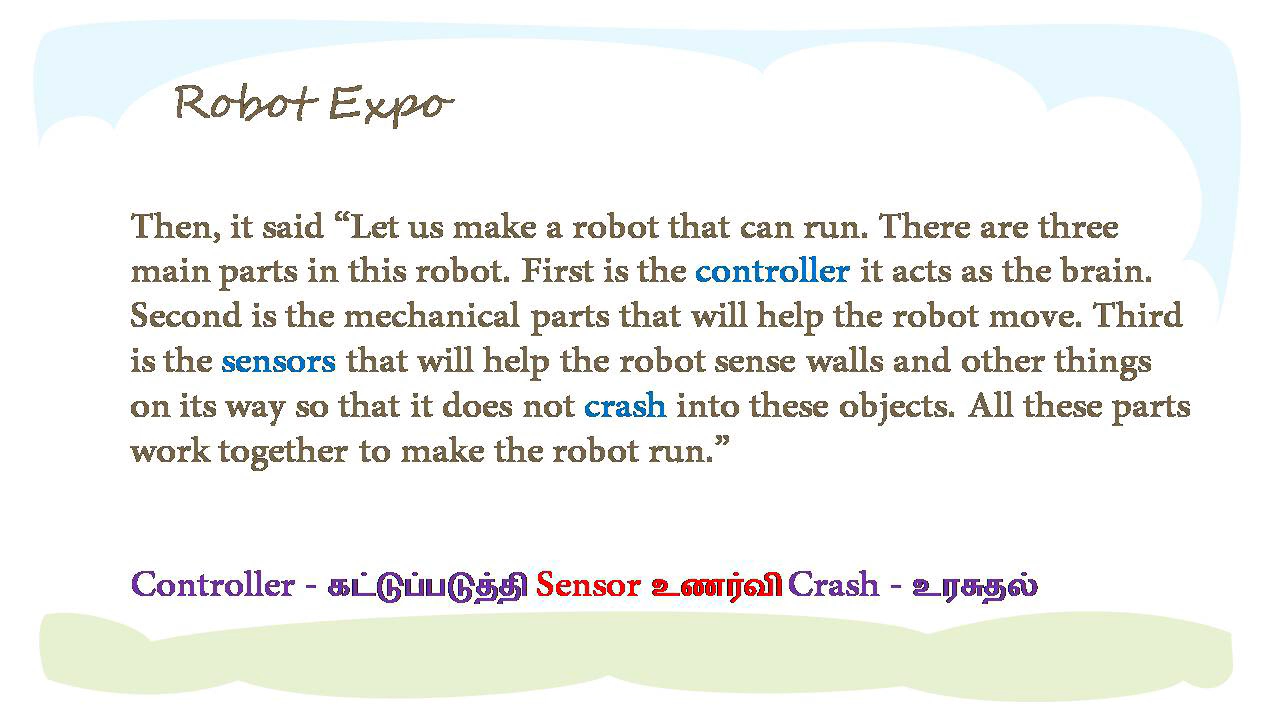 Robot Expo
Then, it said “Let us make a robot that can run. There are three
main parts in this robot. First is the controller it acts as the brain.
Second is the mechanical parts that will help the robot move. Third
is the sensors that will help the robot sense walls and other things
on its way so that it does not crash into these objects. All these parts
work together to make the robot run.”
Controller - கட்டுப்படுத்தி Sensor உணர்வி Crash - உரசுதல்